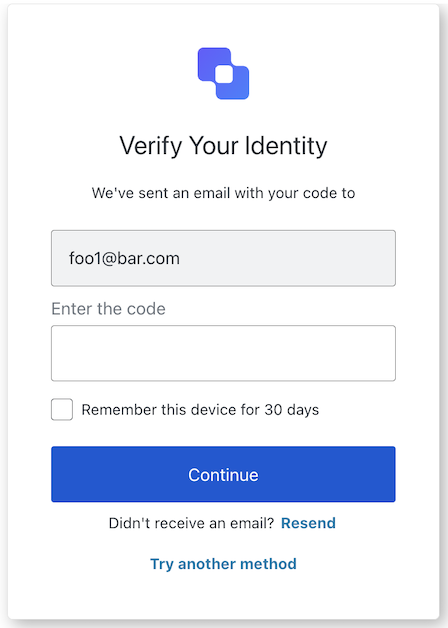 Verify Your Identity
We've sent an email with your code to
foo1@bar.com
Enter the code
Remember this device for 30 days
Continue
Didn't receive an email? Resend
Try another method